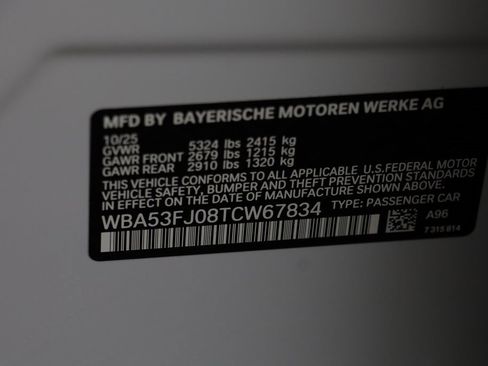 MFD BY BAYERISCHE MOTOREN WERKE AG
10/25
GVWR 5324 lbs 2415 kg
GAWR FRONT 2679 lbs 1215 kg
GAWR REAR 2910 lbs 1320 kg
THIS VEHICLE CONFORMS TO ALL APPLICABLE U.S. FEDERAL MOTOR
VEHICLE SAFETY, BUMPER AND THEFT PREVENTION STANDARDS
IN EFFECT ON THE DATE OF MANUFACTURE SHOWN ABOVE.
WBA53FJ08TCW67834 TYPE: PASSENGER CAR
A96
7 315 814